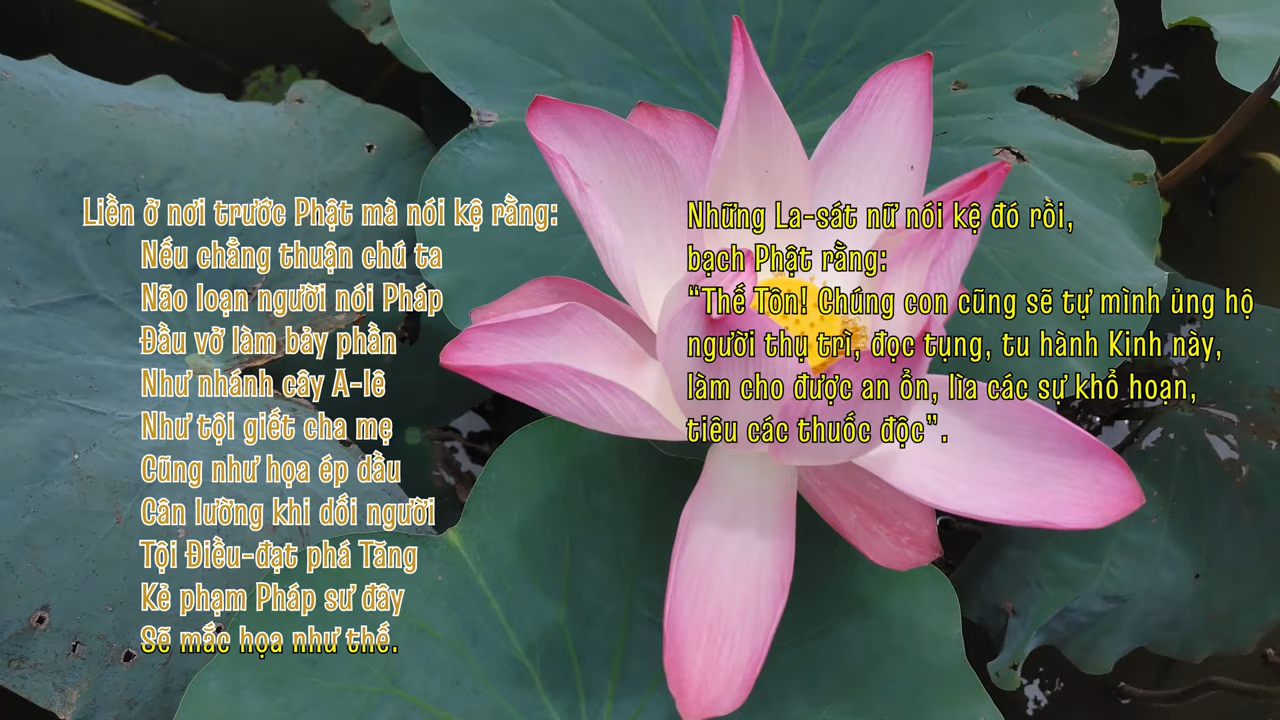 Liền ở nơi trước Phật mà nói kệ rằng:
Nếu chẳng thuận chú ta
Não loạn người nói Pháp
Đầu vỡ làm bảy phần
Như nhánh cây A-lê
Như tội giết cha mẹ
Cũng như họa ép dầu
Cân lường khi dối người
Tội Điều-đạt phá Tăng
Kẻ phạm Pháp sư đây
Sẽ mắc họa như thế.
Những La-sát nữ nói kệ đó rồi,
bạch Phật rằng:
“Thế Tôn! Chúng con cũng sẽ tự mình ủng hộ
người thụ trì, đọc tụng, tu hành Kinh này,
làm cho được an ổn, lìa các sự khổ hoạn,
tiêu các thuốc độc”.